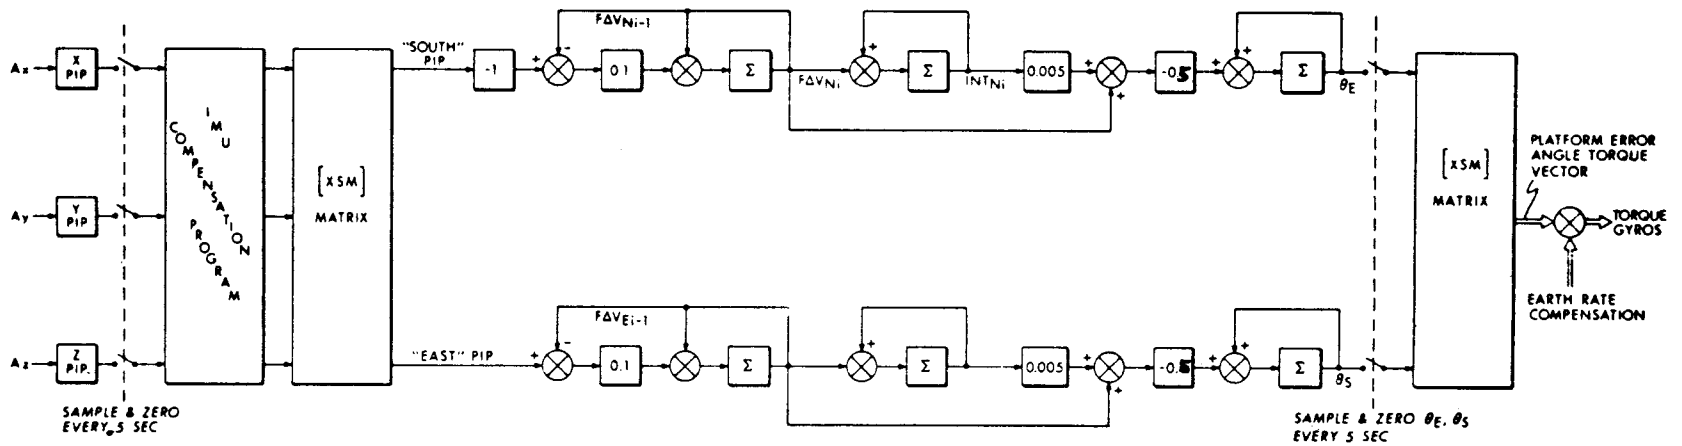 Ax
X
PIP
Ay
Y
PIP
Az
Z
PIP.
SAMPLE & ZERO
EVERY 5 SEC
IMU
COMPENSATION
PROGRAM
[XSM]
MATRIX
"SOUTH"
PIP
-1
+
-
FΔVNi-1
0.1
Σ
FΔVNi
+
Σ
INTNi
0.005
+
+
-0.5
+
+
Σ
θE
"EAST" PIP
+
-
FΔVEi-1
0.1
Σ
+
Σ
0.005
+
+
+
+
Σ
θS
SAMPLE & ZERO θE, θS
EVERY 5 SEC
[XSM]
MATRIX
PLATFORM ERROR
ANGLE TORQUE
VECTOR
TORQUE
GYROS
EARTH RATE
COMPENSATION